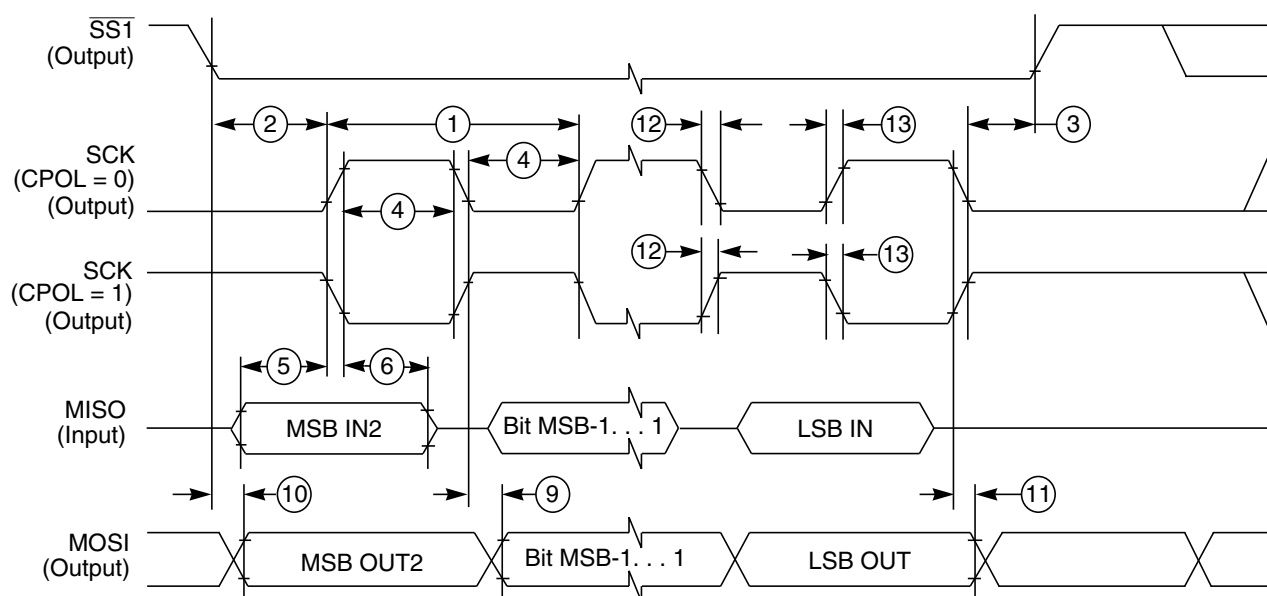 SS1
(Output)
2
1
12
13
3
SCK
(CPOL = 0)
(Output)
4
4
12
13
SCK
(CPOL = 1)
(Output)
5
6
MISO
(Input)
MSB IN2
Bit MSB-1. . . 1
LSB IN
10
9
11
MOSI
(Output)
MSB OUT2
Bit MSB-1. . . 1
LSB OUT